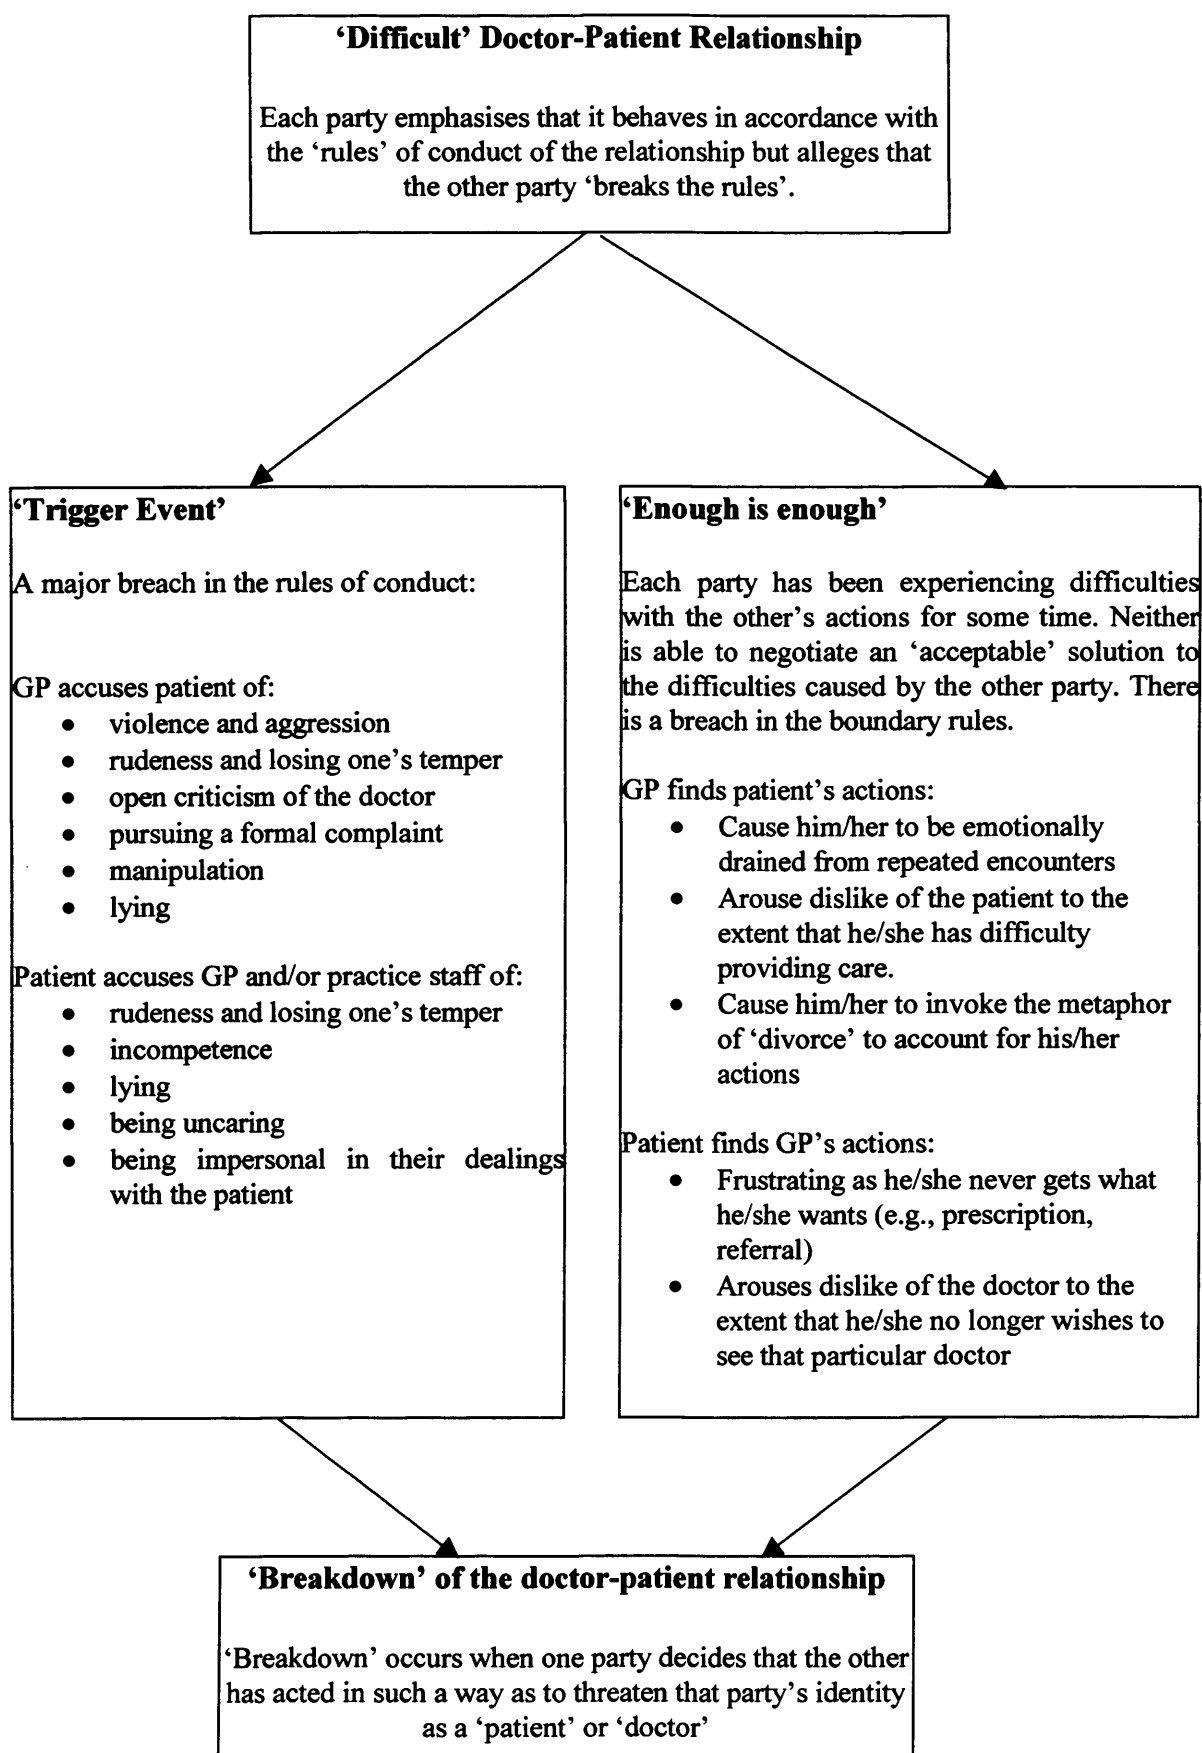 ‘Difficult’ Doctor-Patient Relationship
Each party emphasises that it behaves in accordance with
the ‘rules’ of conduct of the relationship but alleges that
the other party ‘breaks the rules’.
‘Trigger Event’
A major breach in the rules of conduct:
GP accuses patient of:
• violence and aggression
• rudeness and losing one’s temper
• open criticism of the doctor
• pursuing a formal complaint
• manipulation
• lying
Patient accuses GP and/or practice staff of:
• rudeness and losing one’s temper
• incompetence
• lying
• being uncaring
• being impersonal in their dealings
with the patient
‘Enough is enough’
Each party has been experiencing difficulties
with the other’s actions for some time. Neither
is able to negotiate an ‘acceptable’ solution to
the difficulties caused by the other party. There
is a breach in the boundary rules.
GP finds patient’s actions:
• Cause him/her to be emotionally
drained from repeated encounters
• Arouse dislike of the patient to the
extent that he/she has difficulty
providing care.
• Cause him/her to invoke the metaphor
of ‘divorce’ to account for his/her
actions
Patient finds GP’s actions:
• Frustrating as he/she never gets what
he/she wants (e.g., prescription,
referral)
• Arouses dislike of the doctor to the
extent that he/she no longer wishes to
see that particular doctor
‘Breakdown’ of the doctor-patient relationship
‘Breakdown’ occurs when one party decides that the other
has acted in such a way as to threaten that party’s identity
as a ‘patient’ or ‘doctor’